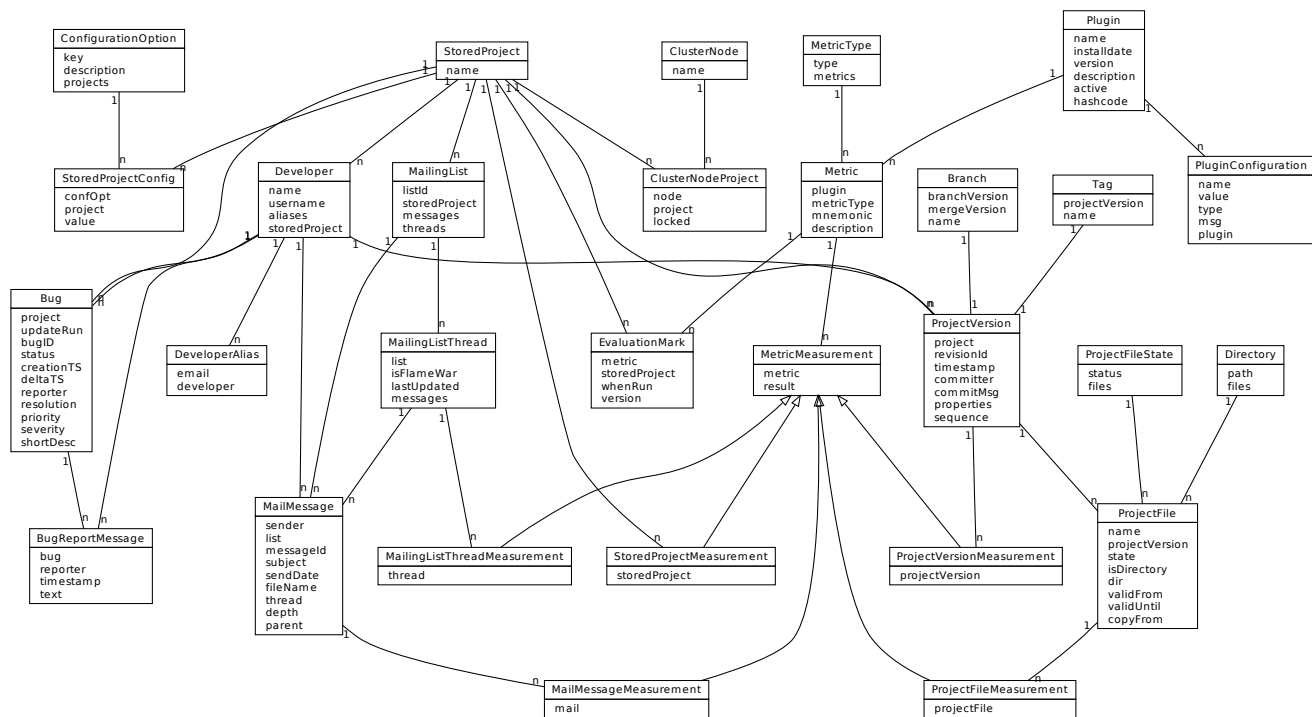 Plugin
name
installdate
version
description
active
hashcode
ConfigurationOption
key
description
projects
StoredProject
name
ClusterNode
name
MetricType
type
metrics
StoredProjectConfig
confOpt
project
value
Developer
name
username
aliases
storedProject
MailingList
listId
storedProject
messages
threads
ClusterNodeProject
node
project
locked
Metric
plugin
metricType
mnemonic
description
Branch
branchVersion
mergeVersion
name
Tag
projectVersion
name
PluginConfiguration
name
value
type
msg
plugin
Bug
project
updateRun
bugID
status
creationTS
deltaTS
reporter
resolution
priority
severity
shortDesc
DeveloperAlias
email
developer
MailingListThread
list
isFlameWar
lastUpdated
messages
EvaluationMark
metric
storedProject
whenRun
version
MetricMeasurement
metric
result
ProjectVersion
project
revisionId
timestamp
committer
commitMsg
properties
sequence
ProjectFileState
status
files
Directory
path
files
BugReportMessage
bug
reporter
timestamp
text
MailMessage
sender
list
messageId
subject
sendDate
fileName
thread
depth
parent
MailingListThreadMeasurement
thread
StoredProjectMeasurement
storedProject
ProjectVersionMeasurement
projectVersion
ProjectFile
name
projectVersion
state
isDirectory
dir
validFrom
validUntil
copyFrom
MailMessageMeasurement
mail
ProjectFileMeasurement
projectFile